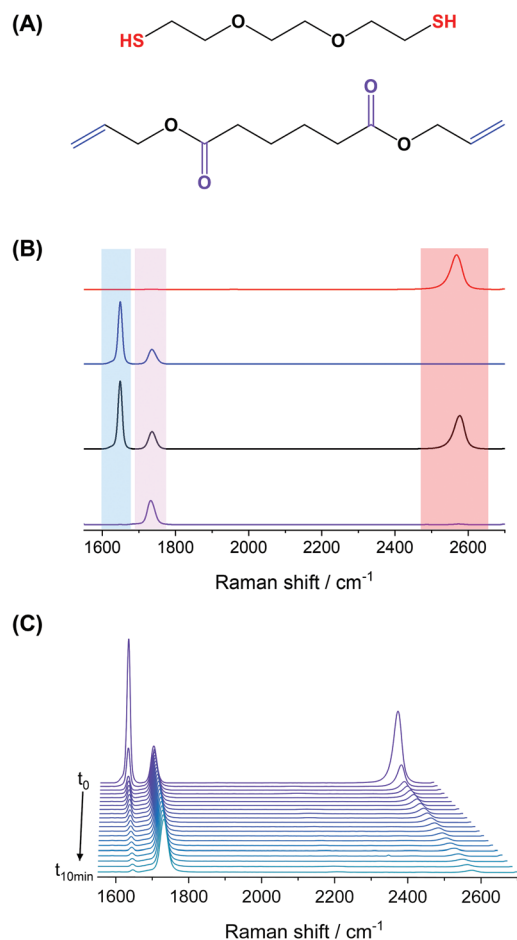 (A)
HS
O
O
SH
O
O
O
O
(B)
1600 1800 2000 2200 2400 2600
Raman shift / cm⁻¹
(C)
t₀
t₁₀ₘᵢₙ
1600 1800 2000 2200 2400 2600
Raman shift / cm⁻¹